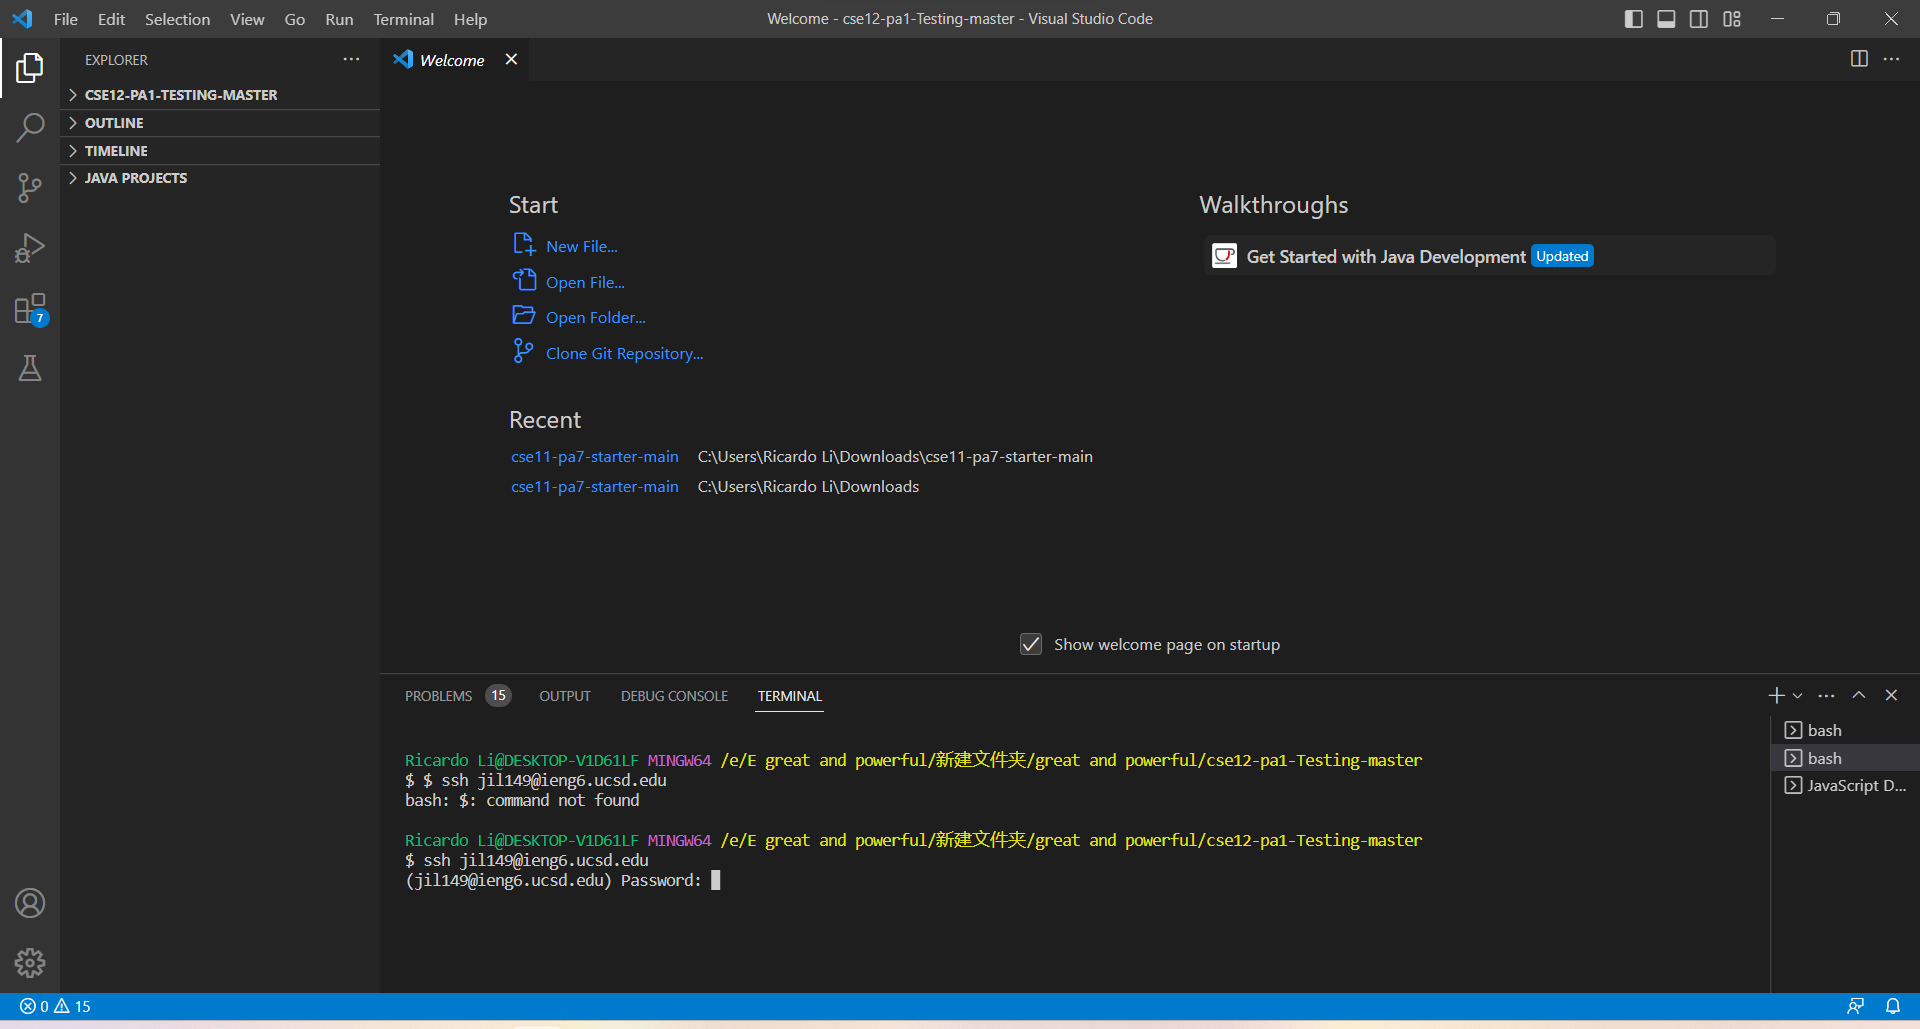 File Edit Selection View Go Run Terminal Help
Welcome - cse12-pa1-Testing-master - Visual Studio Code
EXPLORER
CSE12-PA1-TESTING-MASTER
OUTLINE
TIMELINE
JAVA PROJECTS
7
Welcome
Start
New File...
Open File...
Open Folder...
Clone Git Repository...
Recent
cse11-pa7-starter-main C:\Users\Ricardo Li\Downloads\cse11-pa7-starter-main
cse11-pa7-starter-main C:\Users\Ricardo Li\Downloads
Walkthroughs
Get Started with Java Development Updated
Show welcome page on startup
PROBLEMS 15 OUTPUT DEBUG CONSOLE TERMINAL
Ricardo Li@DESKTOP-V1D61LF MINGW64 /e/E great and powerful/新建文件夹/great and powerful/cse12-pa1-Testing-master
$ $ ssh jil149@ieng6.ucsd.edu
bash: $: command not found
Ricardo Li@DESKTOP-V1D61LF MINGW64 /e/E great and powerful/新建文件夹/great and powerful/cse12-pa1-Testing-master
$ ssh jil149@ieng6.ucsd.edu
(jil149@ieng6.ucsd.edu) Password:
bash
bash
JavaScript D...
0 15